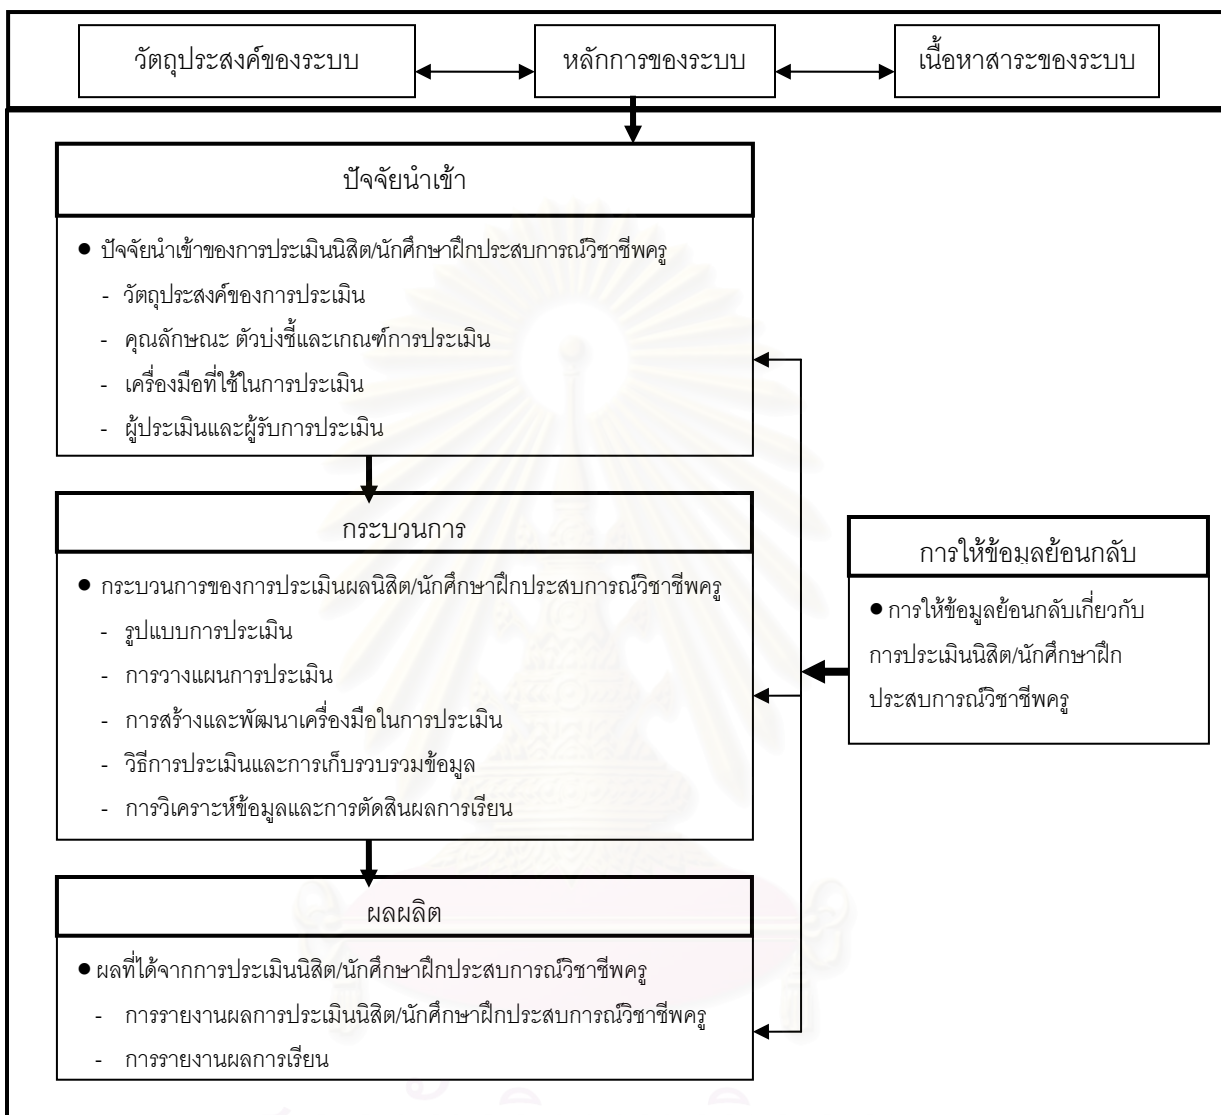 วัตถุประสงค์ของระบบ
หลักการของระบบ
เนื้อหาสาระของระบบ
ปัจจัยนำเข้า
● ปัจจัยนำเข้าของการประเมินนิสิต/นักศึกษาฝึกประสบการณ์วิชาชีพครู
- วัตถุประสงค์ของการประเมิน
- คุณลักษณะ ตัวบ่งชี้และเกณฑ์การประเมิน
- เครื่องมือที่ใช้ในการประเมิน
- ผู้ประเมินและผู้รับการประเมิน
กระบวนการ
● กระบวนการของการประเมินผลนิสิต/นักศึกษาฝึกประสบการณ์วิชาชีพครู
- รูปแบบการประเมิน
- การวางแผนการประเมิน
- การสร้างและพัฒนาเครื่องมือในการประเมิน
- วิธีการประเมินและการเก็บรวบรวมข้อมูล
- การวิเคราะห์ข้อมูลและการตัดสินผลการเรียน
ผลผลิต
● ผลที่ได้จากการประเมินนิสิต/นักศึกษาฝึกประสบการณ์วิชาชีพครู
- การรายงานผลการประเมินนิสิต/นักศึกษาฝึกประสบการณ์วิชาชีพครู
- การรายงานผลการเรียน
การให้ข้อมูลย้อนกลับ
● การให้ข้อมูลย้อนกลับเกี่ยวกับ
การประเมินนิสิต/นักศึกษาฝึก
ประสบการณ์วิชาชีพครู